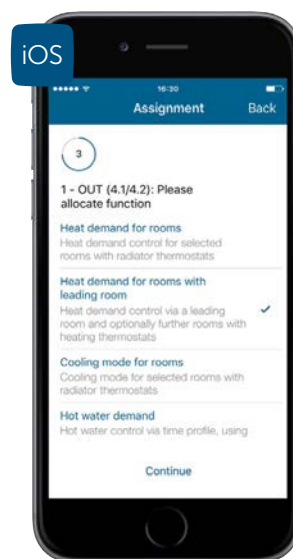 iOS
16:30
Assignment
Back
3
1 - OUT (4.1/4.2): Please
allocate function
Heat demand for rooms
Heat demand control for selected
rooms with radiator thermostats
Heat demand for rooms with
leading room
Heat demand control via a leading
room and optionally further rooms with
heating thermostats
Cooling mode for rooms
Cooling mode for selected rooms with
radiator thermostats
Hot water demand
Hot water control via time profile, using
Continue